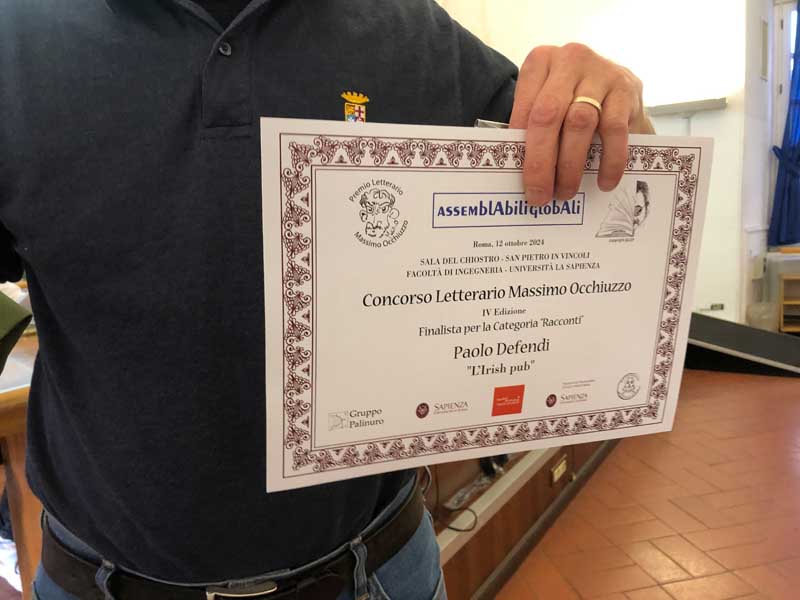 Premio Letterario
Massimo Occhiuzzo
ASSEMblAbiliGlobAli
Roma, 12 ottobre 2024
SALA DEL CHIOSTRO - SAN PIETRO IN VINCOLI
FACOLTÀ DI INGEGNERIA - UNIVERSITÀ LA SAPIENZA
Concorso Letterario Massimo Occhiuzzo
IV Edizione
Finalista per la Categoria "Racconti"
Paolo Defendi
"L'Irish pub"
Gruppo
Palinuro
SAPIENZA
SAPIENZA